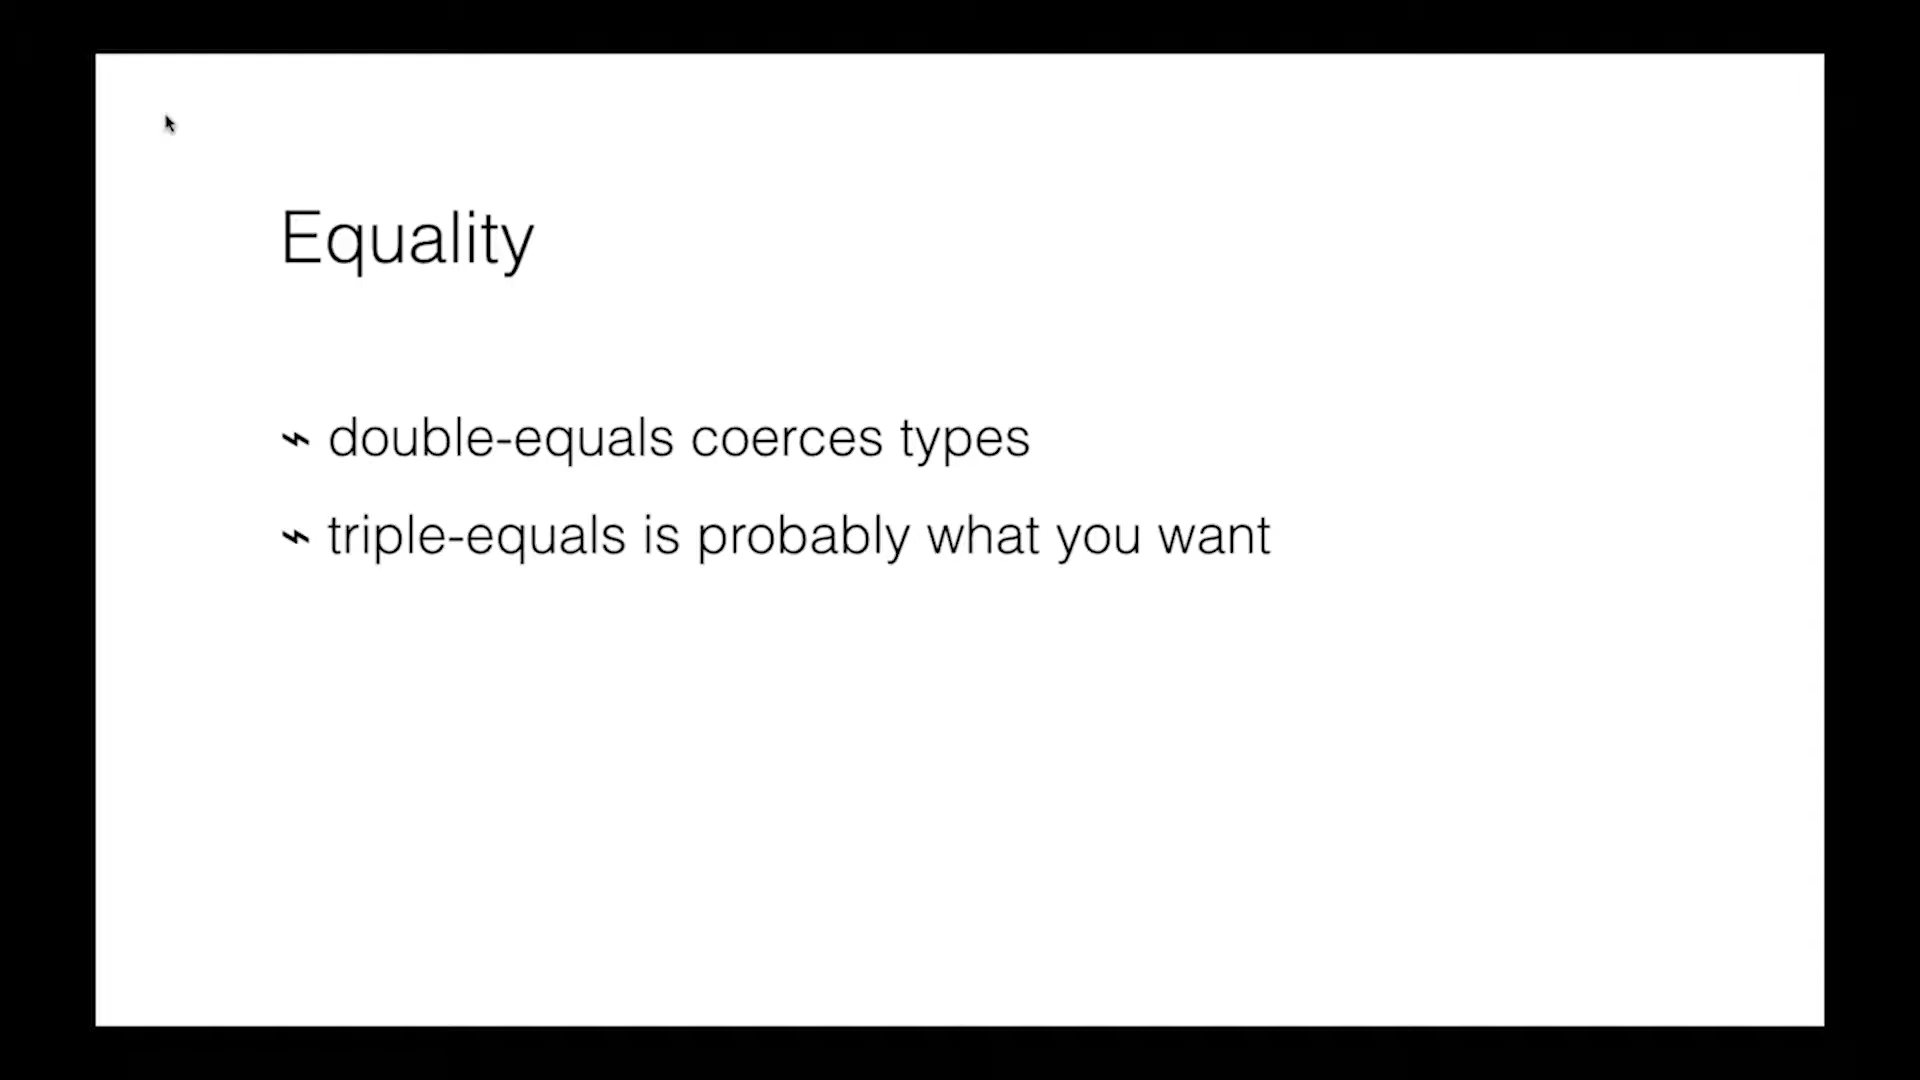 Equality
⌁ double-equals coerces types
⌁ triple-equals is probably what you want